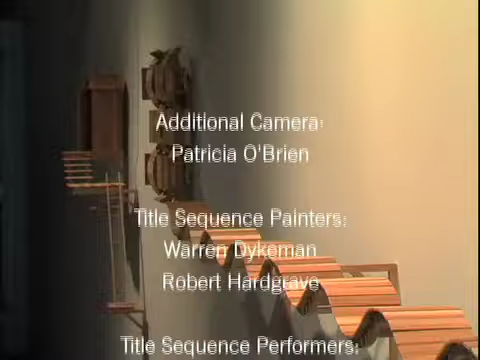 Additional Camera:
Patricia O'Brien
Title Sequence Painters:
Warren Dykeman
Robert Hardgrave
Title Sequence Performers: